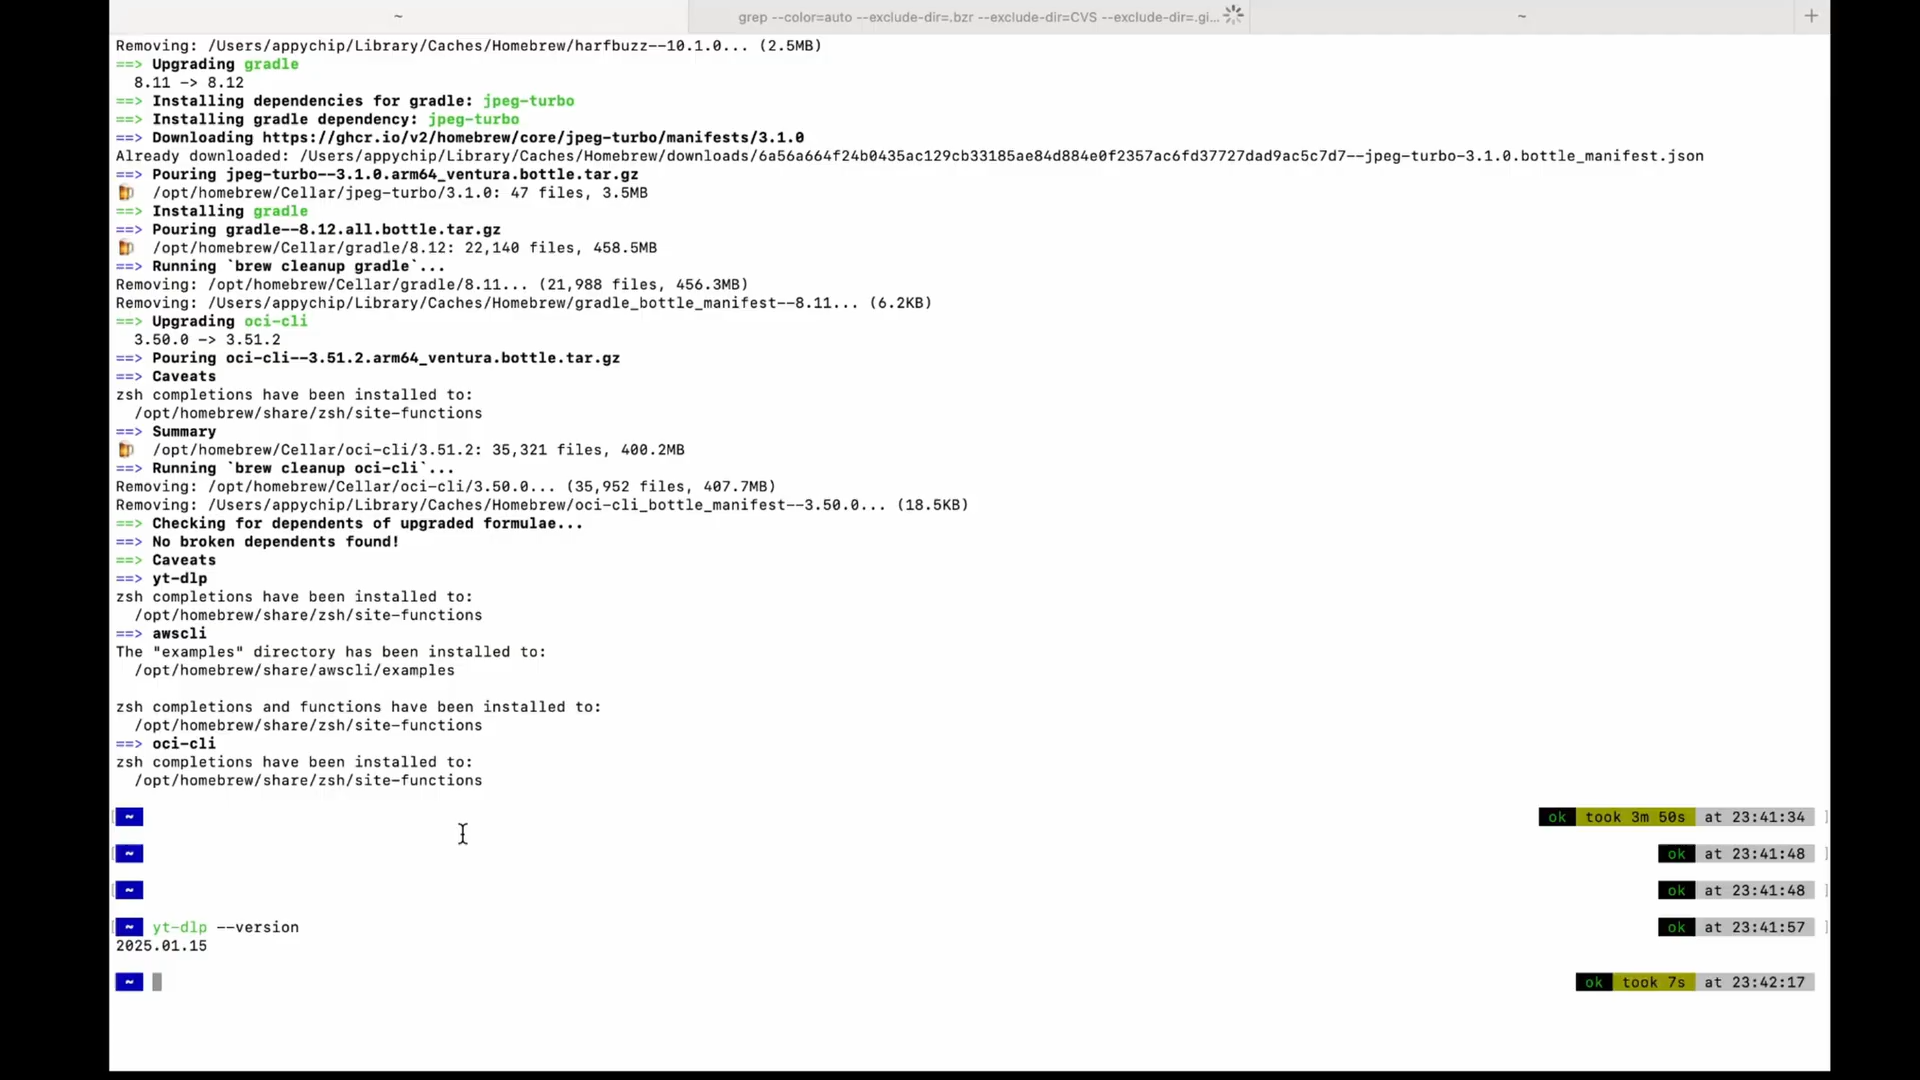 ~ grep --color=auto --exclude-dir=.bzr --exclude-dir=CVS --exclude-dir=.gi... ~ +
Removing: /Users/appychip/Library/Caches/Homebrew/harfbuzz--10.1.0... (2.5MB)
==> Upgrading gradle
8.11 -> 8.12
==> Installing dependencies for gradle: jpeg-turbo
==> Installing gradle dependency: jpeg-turbo
==> Downloading https://ghcr.io/v2/homebrew/core/jpeg-turbo/manifests/3.1.0
Already downloaded: /Users/appychip/Library/Caches/Homebrew/downloads/6a56a664f24b0435ac129cb33185ae84d884e0f2357ac6fd37727dad9ac5c7d7--jpeg-turbo-3.1.0.bottle_manifest.json
==> Pouring jpeg-turbo--3.1.0.arm64_ventura.bottle.tar.gz
🍺 /opt/homebrew/Cellar/jpeg-turbo/3.1.0: 47 files, 3.5MB
==> Installing gradle
==> Pouring gradle--8.12.all.bottle.tar.gz
🍺 /opt/homebrew/Cellar/gradle/8.12: 22,140 files, 458.5MB
==> Running `brew cleanup gradle`...
Removing: /opt/homebrew/Cellar/gradle/8.11... (21,988 files, 456.3MB)
Removing: /Users/appychip/Library/Caches/Homebrew/gradle_bottle_manifest--8.11... (6.2KB)
==> Upgrading oci-cli
3.50.0 -> 3.51.2
==> Pouring oci-cli--3.51.2.arm64_ventura.bottle.tar.gz
==> Caveats
zsh completions have been installed to:
/opt/homebrew/share/zsh/site-functions
==> Summary
🍺 /opt/homebrew/Cellar/oci-cli/3.51.2: 35,321 files, 400.2MB
==> Running `brew cleanup oci-cli`...
Removing: /opt/homebrew/Cellar/oci-cli/3.50.0... (35,952 files, 407.7MB)
Removing: /Users/appychip/Library/Caches/Homebrew/oci-cli_bottle_manifest--3.50.0... (18.5KB)
==> Checking for dependents of upgraded formulae...
==> No broken dependents found!
==> Caveats
==> yt-dlp
zsh completions have been installed to:
/opt/homebrew/share/zsh/site-functions
==> awscli
The "examples" directory has been installed to:
/opt/homebrew/share/awscli/examples
zsh completions and functions have been installed to:
/opt/homebrew/share/zsh/site-functions
==> oci-cli
zsh completions have been installed to:
/opt/homebrew/share/zsh/site-functions
[ ~ ok took 3m 50s at 23:41:34 ]
[ ~ ok at 23:41:48 ]
[ ~ ok at 23:41:48 ]
[ ~ yt-dlp --version ok at 23:41:57 ]
2025.01.15
~ ok took 7s at 23:42:17